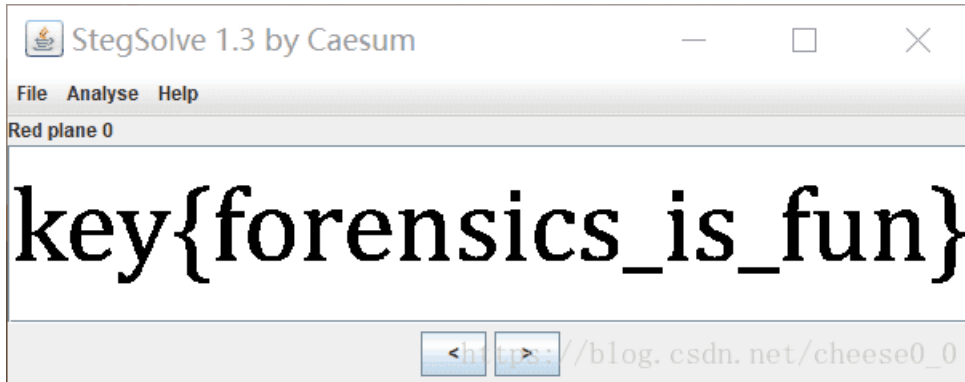 StegSolve 1.3 by Caesum
File Analyse Help
Red plane 0
key{forensics_is_fun}
< >
https://blog.csdn.net/cheese0_0